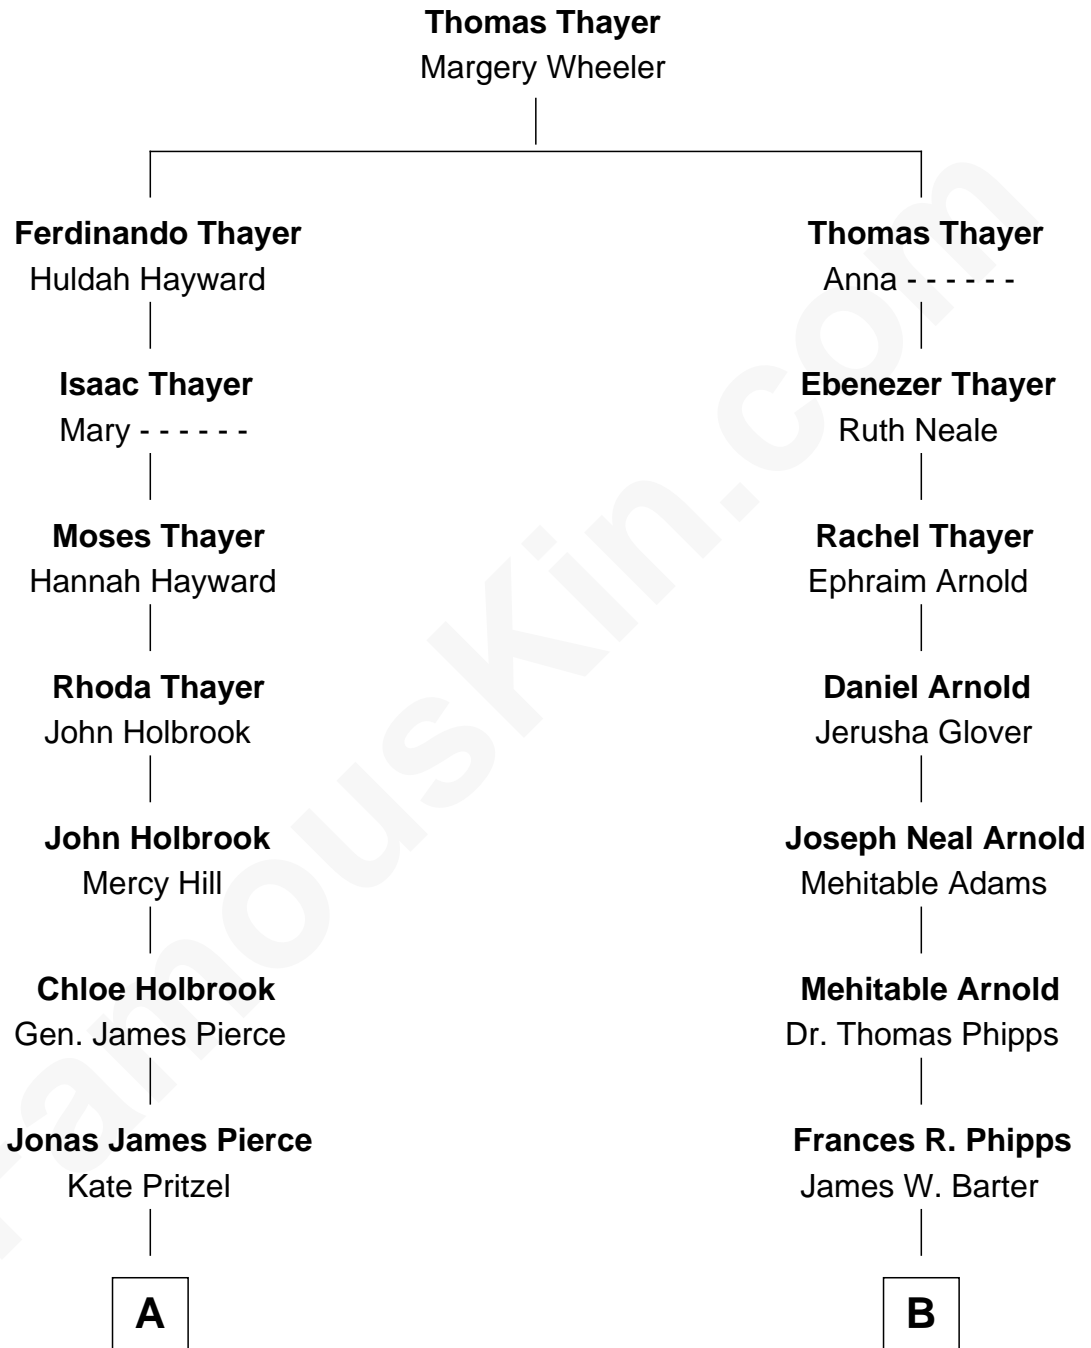 Thomas Thayer
Margery Wheeler
Ferdinando Thayer
Huldah Hayward
Thomas Thayer
Anna - - - - - -
Isaac Thayer
Mary - - - - - -
Ebenezer Thayer
Ruth Neale
Moses Thayer
Hannah Hayward
Rachel Thayer
Ephraim Arnold
Rhoda Thayer
John Holbrook
Daniel Arnold
Jerusha Glover
John Holbrook
Mercy Hill
Joseph Neal Arnold
Mehitable Adams
Chloe Holbrook
Gen. James Pierce
Mehitable Arnold
Dr. Thomas Phipps
Jonas James Pierce
Kate Pritzel
Frances R. Phipps
James W. Barter
A
B
FamousKin.com